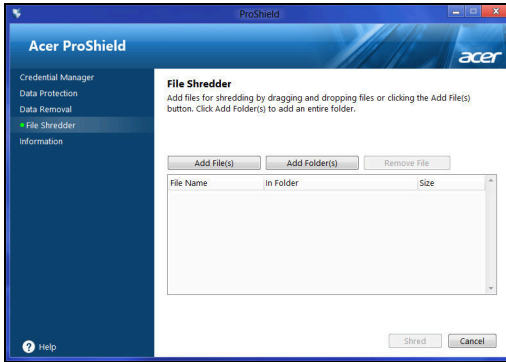 ProShield
Acer ProShield
acer
Credential Manager
Data Protection
Data Removal
File Shredder
Information
Help
File Shredder
Add files for shredding by dragging and dropping files or clicking the Add File(s)
button. Click Add Folder(s) to add an entire folder.
Add File(s) Add Folder(s) Remove File
File Name In Folder Size
Shred Cancel